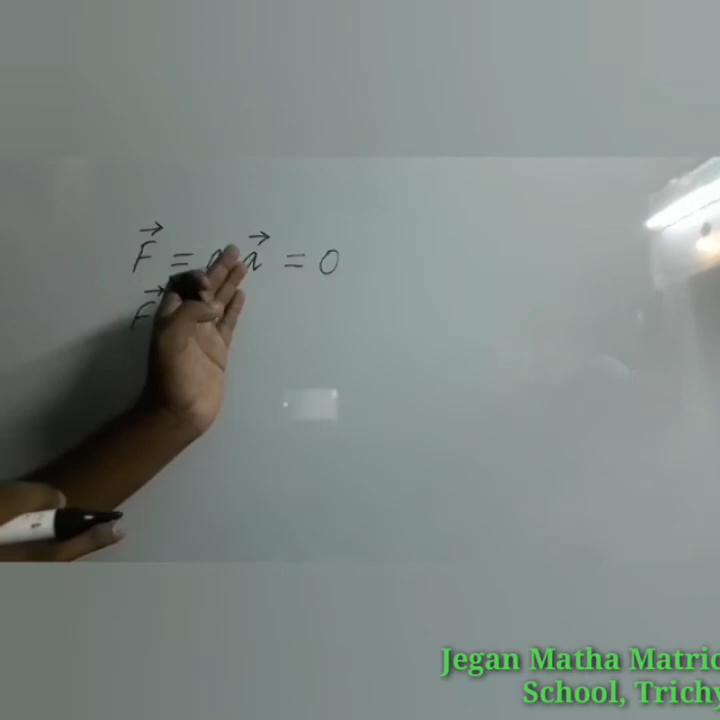 F⃗ = a⃗ = 0
F⃗
Jegan Matha Matric
School, Trichy